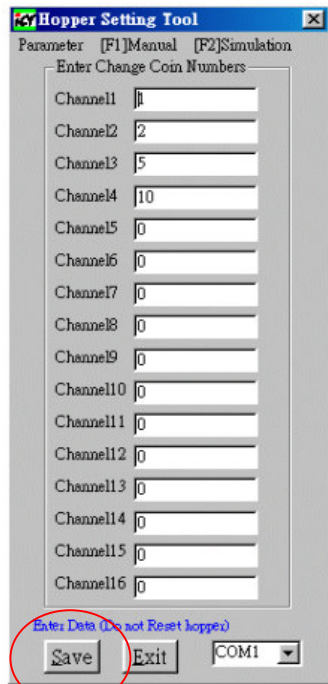 ICT Hopper Setting Tool
Parameter [F1]Manual [F2]Simulation
Enter Change Coin Numbers
Channel1 1
Channel2 2
Channel3 5
Channel4 10
Channel5 0
Channel6 0
Channel7 0
Channel8 0
Channel9 0
Channel10 0
Channel11 0
Channel12 0
Channel13 0
Channel14 0
Channel15 0
Channel16 0
Enter Data (Do not Reset hopper)
Save Exit COM1